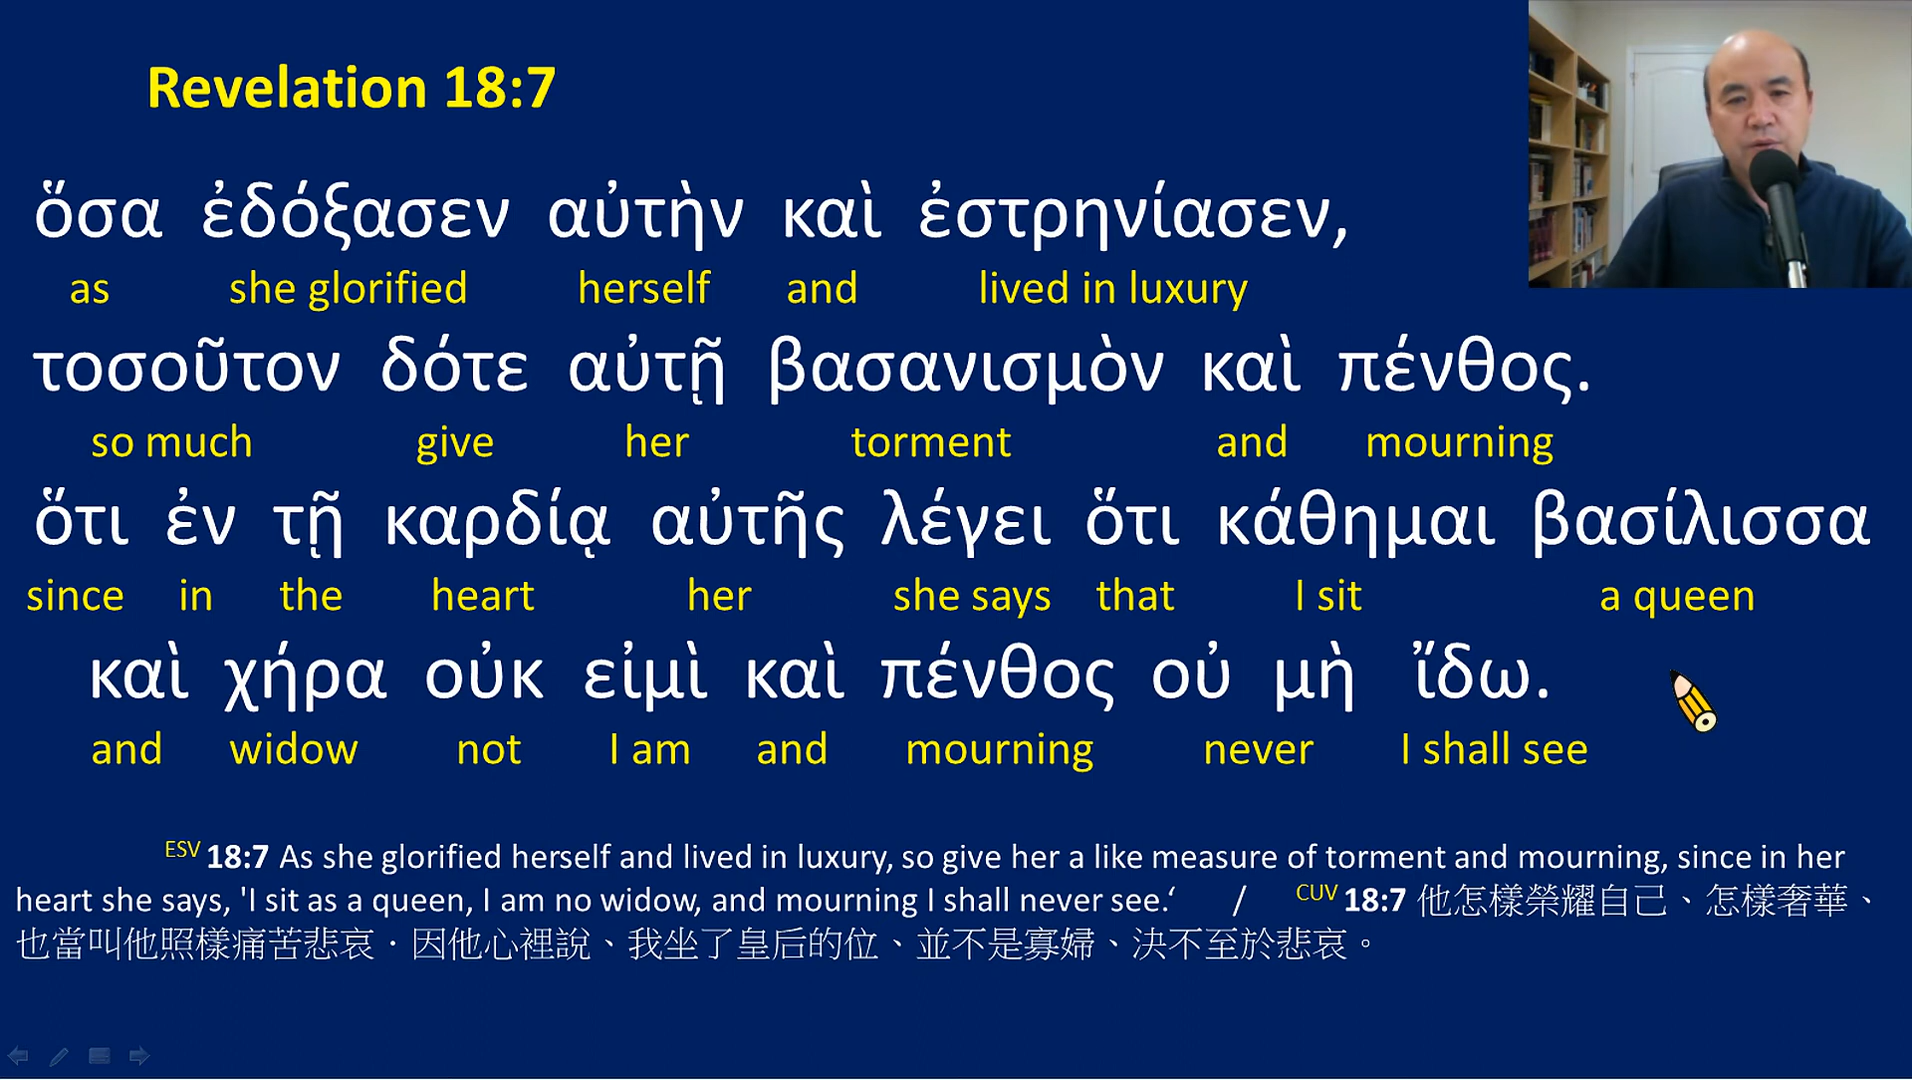 Revelation 18:7
ὅσα ἐδόξασεν αὐτὴν καὶ ἐστρηνίασεν,
as she glorified herself and lived in luxury
τοσοῦτον δότε αὐτῇ βασανισμὸν καὶ πένθος.
so much give her torment and mourning
ὅτι ἐν τῇ καρδίᾳ αὐτῆς λέγει ὅτι κάθημαι βασίλισσα
since in the heart her she says that I sit a queen
καὶ χήρα οὐκ εἰμὶ καὶ πένθος οὐ μὴ ἴδω.
and widow not I am and mourning never I shall see
ESV 18:7 As she glorified herself and lived in luxury, so give her a like measure of torment and mourning, since in her
heart she says, 'I sit as a queen, I am no widow, and mourning I shall never see.‘ / CUV 18:7 他怎樣榮耀自己、怎樣奢華、
也當叫他照樣痛苦悲哀．因他心裡說、我坐了皇后的位、並不是寡婦、決不至於悲哀。